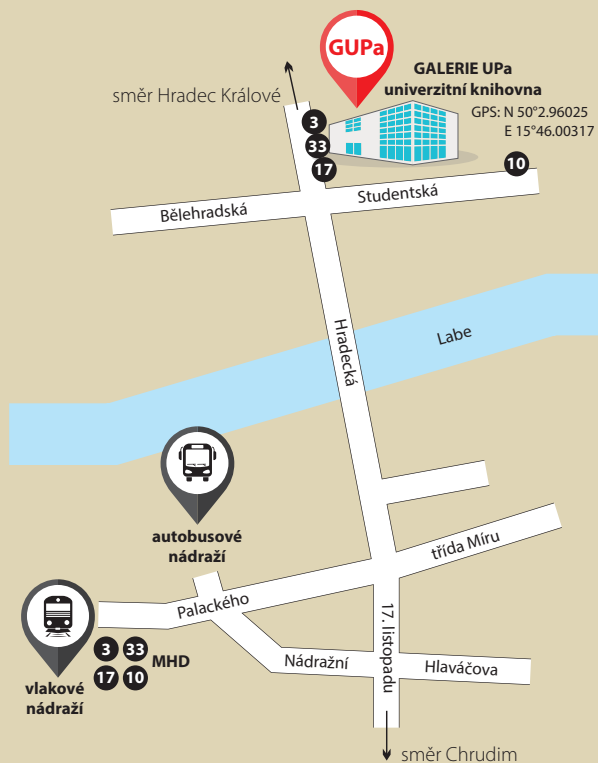 GUPa
GALERIE UPa
univerzitní knihovna
GPS: N 50°2.96025
E 15°46.00317
směr Hradec Králové
3
33
17
10
Bělehradská
Studentská
Hradecká
Labe
autobusové
nádraží
třída Míru
Palackého
3 33
MHD
17 10
vlakové
nádraží
17. listopadu
Nádražní
Hlaváčova
směr Chrudim